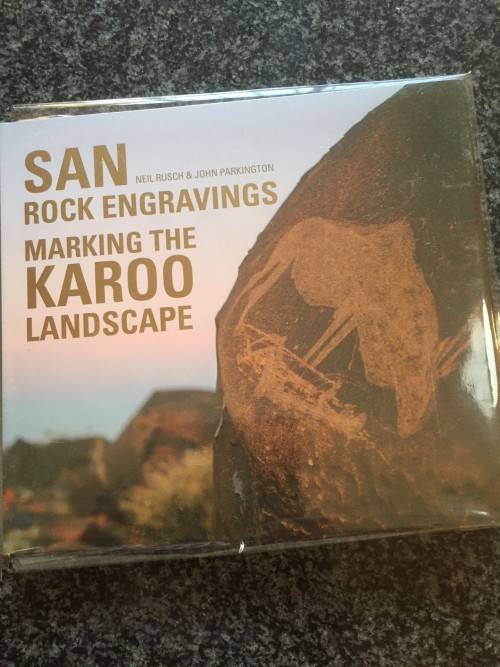 SAN NEIL RUSCH & JOHN PARKINGTON
ROCK ENGRAVINGS
MARKING THE
KAROO
LANDSCAPE